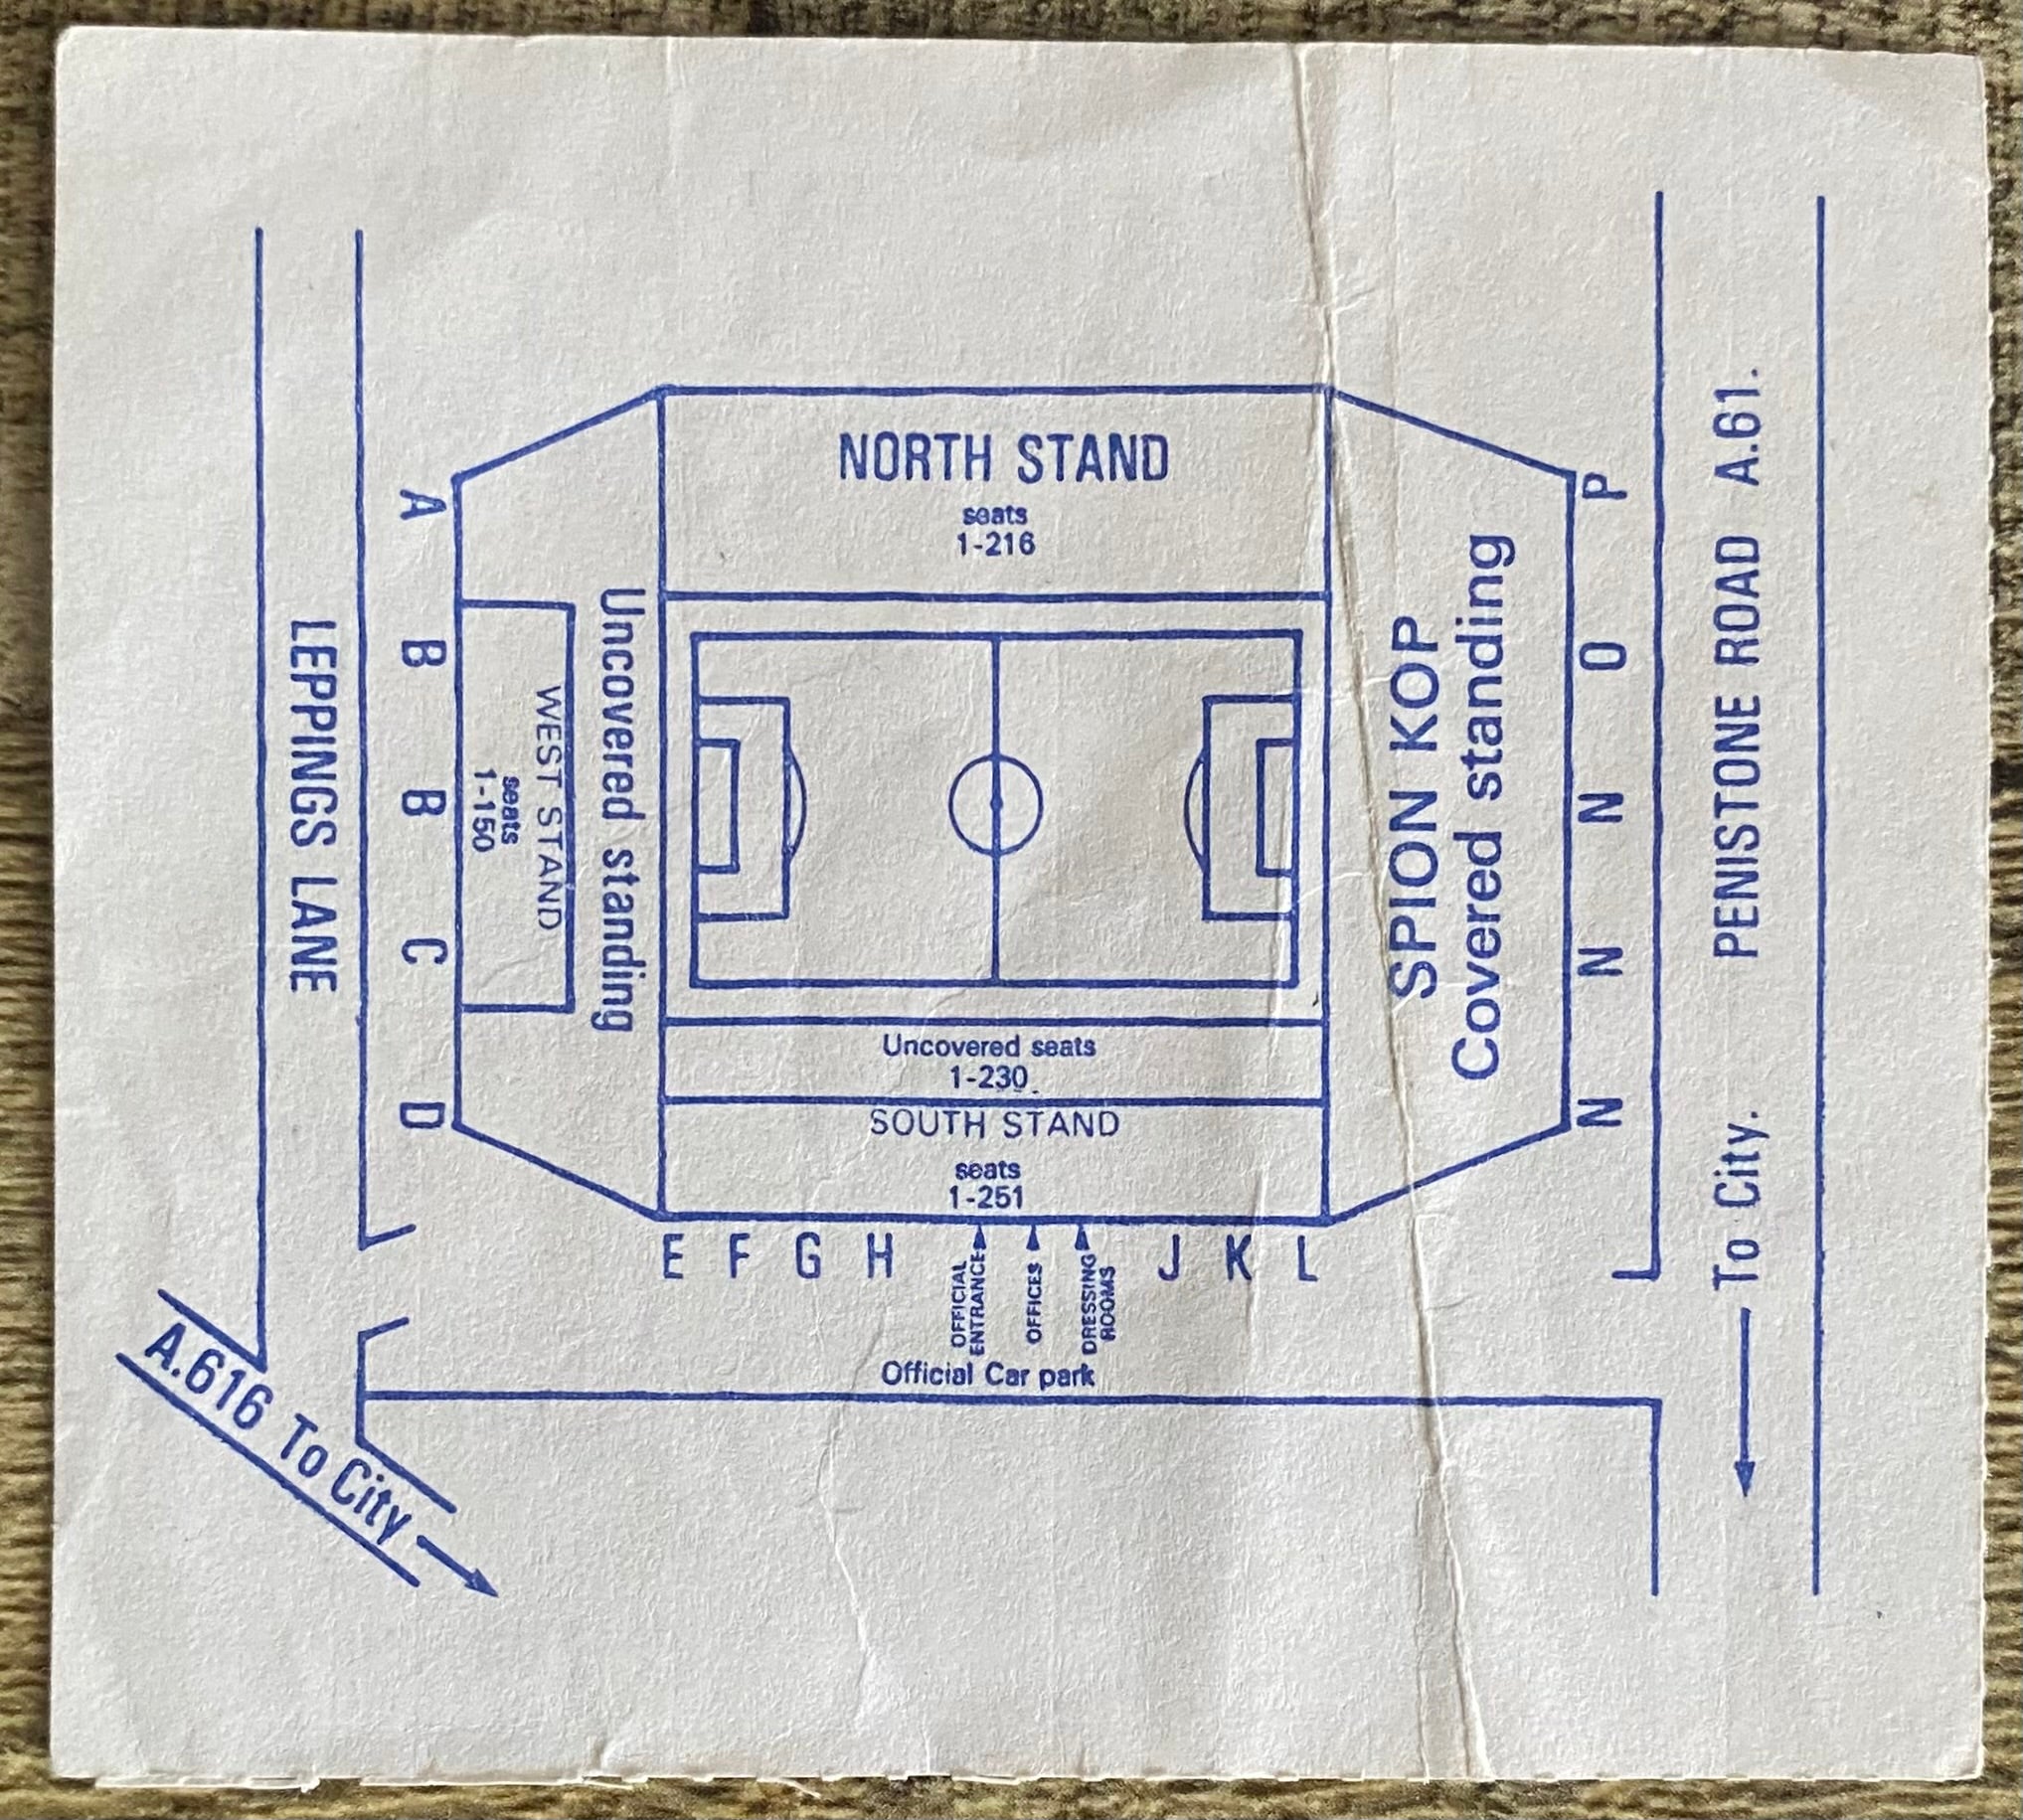 NORTH STAND
seats
1-216
LEPPINGS LANE
A
B
B
C
D
WEST STAND
seats
1-150
Uncovered standing
SPION KOP
Covered standing
P
O
N
N
N
PENISTONE ROAD A.61.
To City.
Uncovered seats
1-230
SOUTH STAND
seats
1-251
E F G H J K L
OFFICIAL
ENTRANCE
OFFICES
DRESSING
ROOMS
Official Car park
A.616 To City